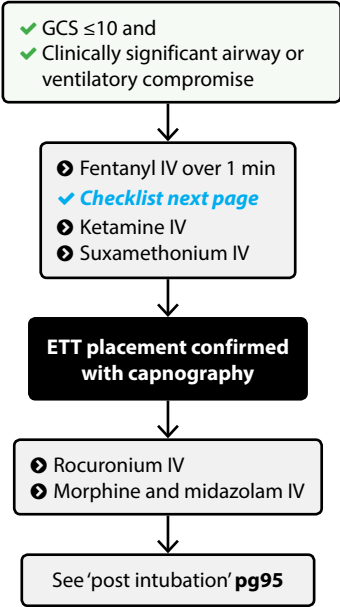 GCS ≤10 and
Clinically significant airway or
ventilatory compromise
Fentanyl IV over 1 min
Checklist next page
Ketamine IV
Suxamethonium IV
ETT placement confirmed
with capnography
Rocuronium IV
Morphine and midazolam IV
See ‘post intubation’ pg95